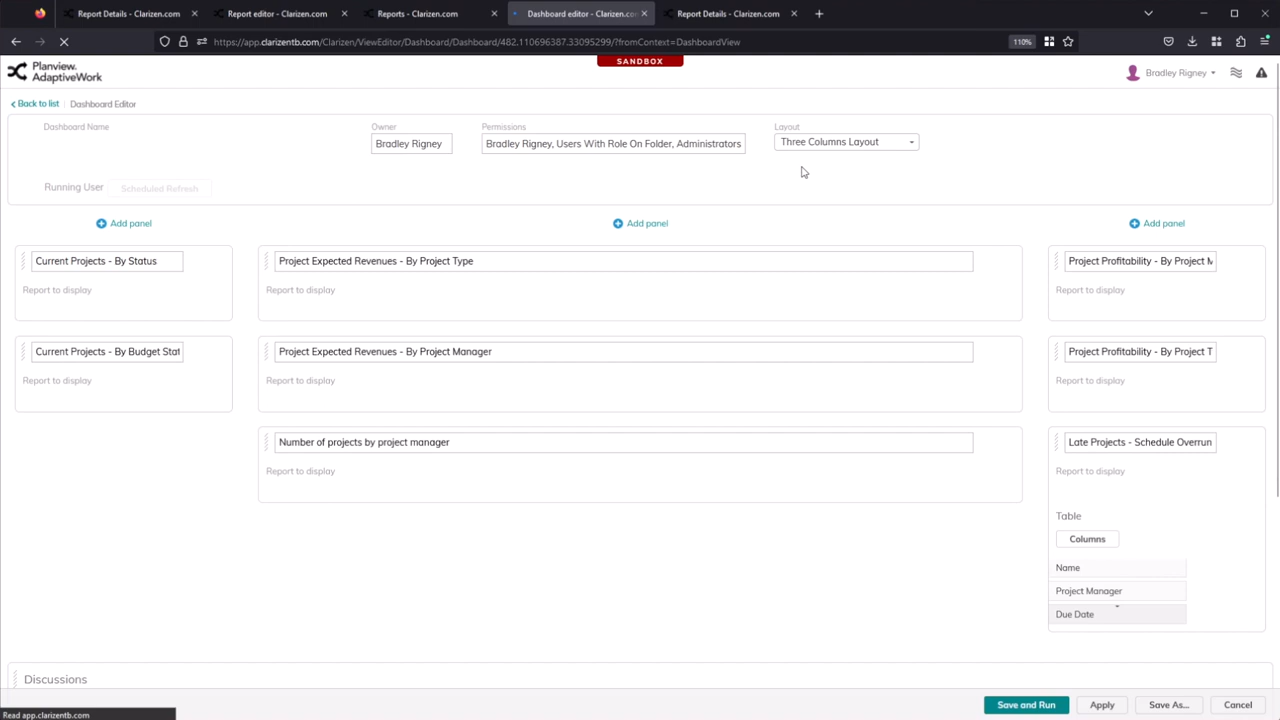 Report Details - Clarizen.com
Report editor - Clarizen.com
Reports - Clarizen.com
Dashboard editor - Clarizen.co
Report Details - Clarizen.com
https://app.clarizentb.com/Clarizen/ViewEditor/Dashboard/Dashboard/482.110696387.33095299/?fromContext=DashboardView
110%
SANDBOX
Planview.
AdaptiveWork
Bradley Rigney
Back to list
Dashboard Editor
Dashboard Name
Owner
Permissions
Layout
Bradley Rigney
Bradley Rigney, Users With Role On Folder, Administrators
Three Columns Layout
Running User
Scheduled Refresh
Add panel
Add panel
Add panel
Current Projects - By Status
Project Expected Revenues - By Project Type
Project Profitability - By Project M
Report to display
Report to display
Report to display
Current Projects - By Budget Stat
Project Expected Revenues - By Project Manager
Project Profitability - By Project T
Report to display
Report to display
Report to display
Number of projects by project manager
Late Projects - Schedule Overrun
Report to display
Report to display
Table
Columns
Name
Project Manager
Due Date
Discussions
Save and Run
Apply
Save As...
Cancel
Read app.clarizentb.com